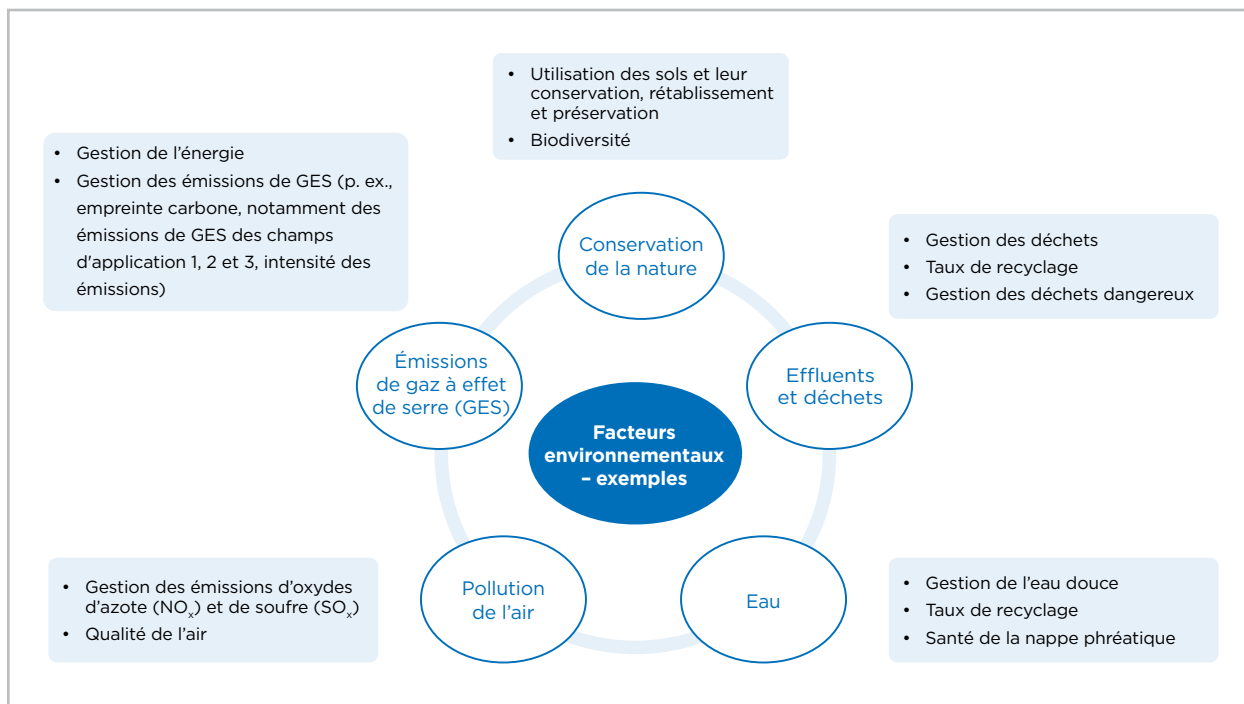 • Utilisation des sols et leur
conservation, rétablissement
et préservation
• Biodiversité
• Gestion de l’énergie
• Gestion des émissions de GES (p. ex.,
empreinte carbone, notamment des
émissions de GES des champs
d'application 1, 2 et 3, intensité des
émissions)
Conservation
de la nature
• Gestion des déchets
• Taux de recyclage
• Gestion des déchets dangereux
Émissions
de gaz à effet
de serre (GES)
Effluents
et déchets
Facteurs
environnementaux
– exemples
• Gestion des émissions d’oxydes
d’azote (NOx) et de soufre (SOx)
• Qualité de l’air
Pollution
de l’air
Eau
• Gestion de l’eau douce
• Taux de recyclage
• Santé de la nappe phréatique